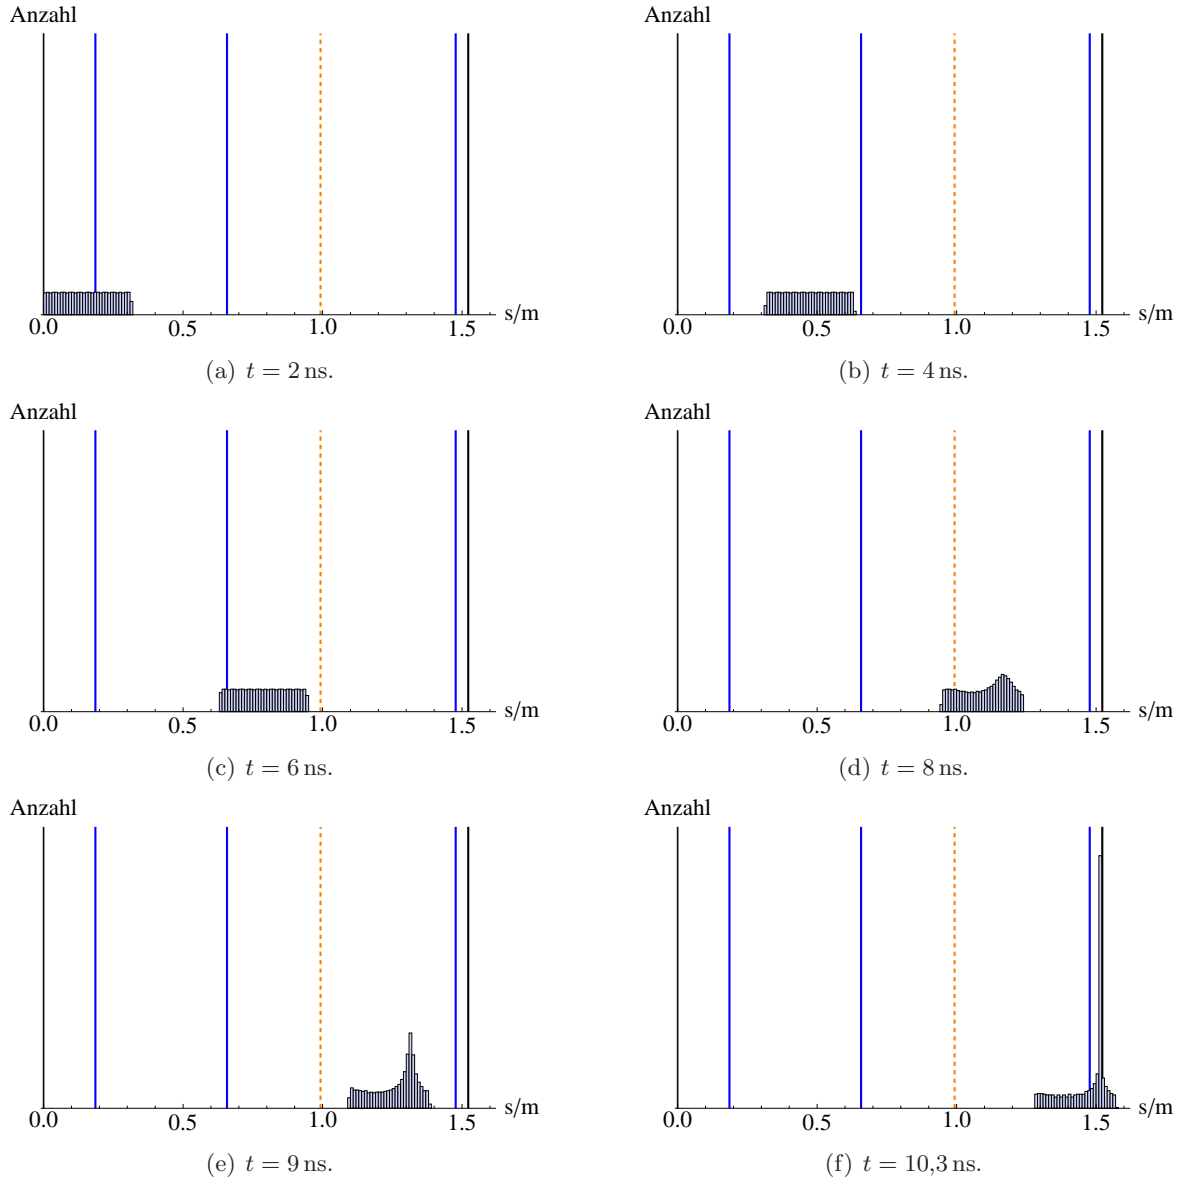 Anzahl Anzahl
s/m s/m
0.0 0.5 1.0 1.5 0.0 0.5 1.0 1.5
(a) t = 2 ns. (b) t = 4 ns.
Anzahl Anzahl
s/m s/m
0.0 0.5 1.0 1.5 0.0 0.5 1.0 1.5
(c) t = 6 ns. (d) t = 8 ns.
Anzahl Anzahl
s/m s/m
0.0 0.5 1.0 1.5 0.0 0.5 1.0 1.5
(e) t = 9 ns. (f) t = 10,3 ns.